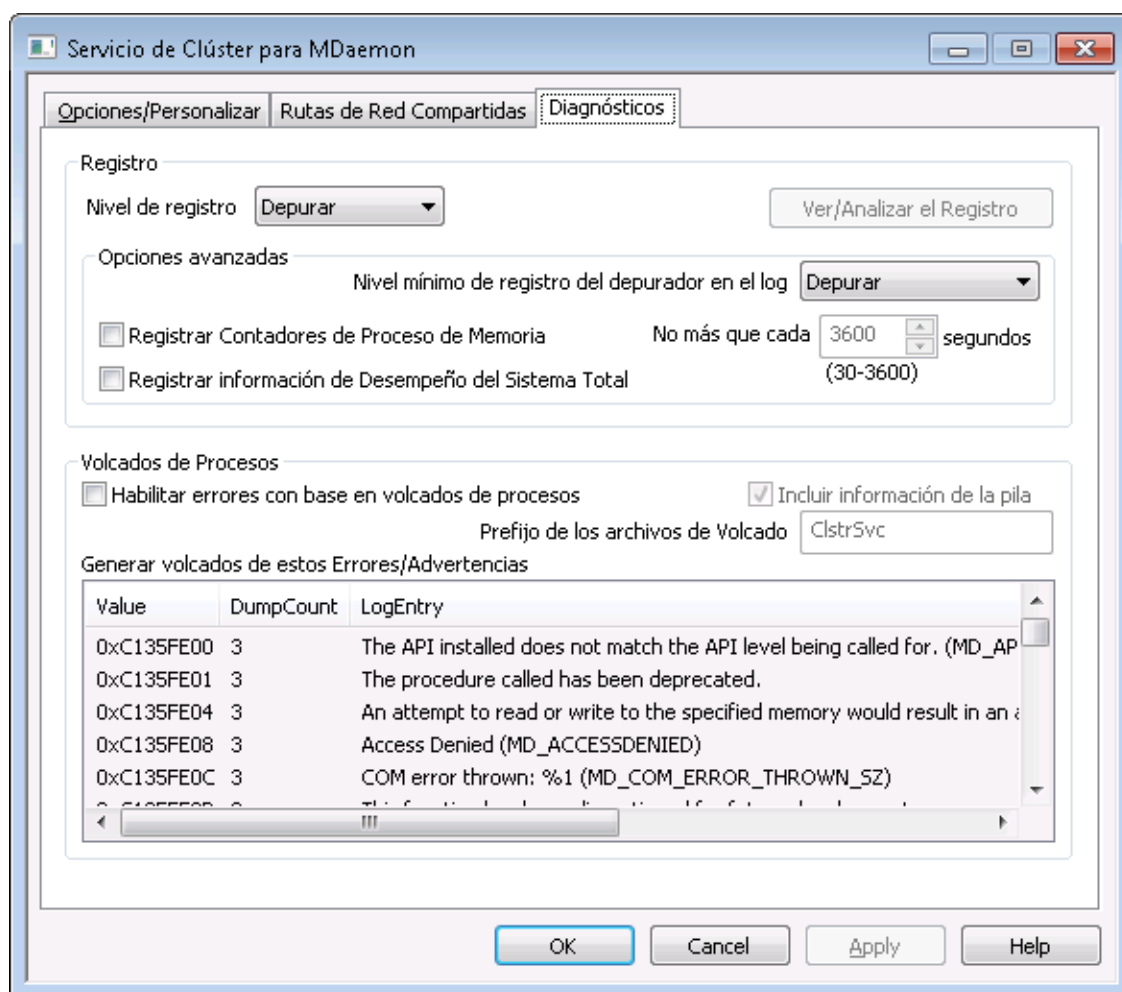 Servicio de Clúster para MDaemon
Opciones/Personalizar Rutas de Red Compartidas Diagnósticos
Registro
Nivel de registro Depurar Ver/Analizar el Registro
Opciones avanzadas
Nivel mínimo de registro del depurador en el log Depurar
Registrar Contadores de Proceso de Memoria No más que cada 3600 segundos
Registrar información de Desempeño del Sistema Total (30-3600)
Volcados de Procesos
Habilitar errores con base en volcados de procesos Incluir información de la pila
Prefijo de los archivos de Volcado ClstrSvc
Generar volcados de estos Errores/Advertencias
Value DumpCount LogEntry
0xC135FE00 3 The API installed does not match the API level being called for. (MD_AP
0xC135FE01 3 The procedure called has been deprecated.
0xC135FE04 3 An attempt to read or write to the specified memory would result in an
0xC135FE08 3 Access Denied (MD_ACCESSDENIED)
0xC135FE0C 3 COM error thrown: %1 (MD_COM_ERROR_THROWN_SZ)
OK Cancel Apply Help